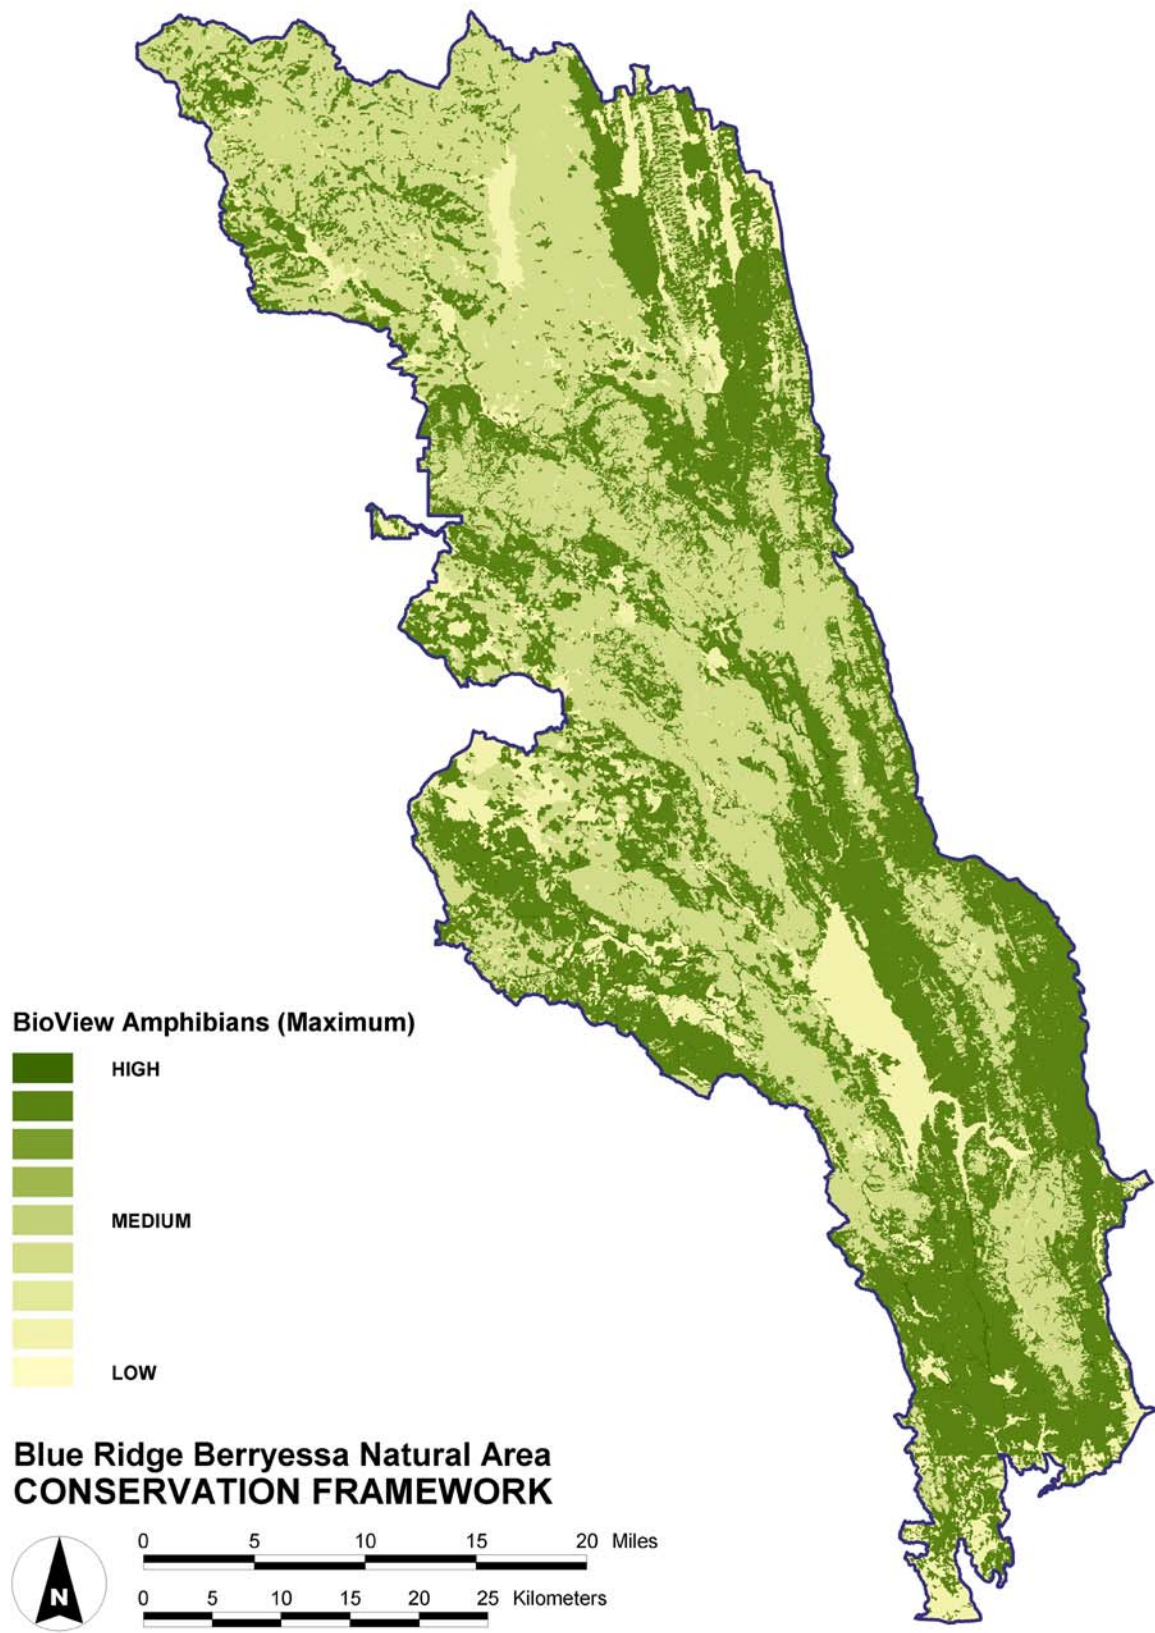 BioView Amphibians (Maximum)
HIGH
MEDIUM
LOW
Blue Ridge Berryessa Natural Area
CONSERVATION FRAMEWORK
N
0 5 10 15 20 Miles
0 5 10 15 20 25 Kilometers